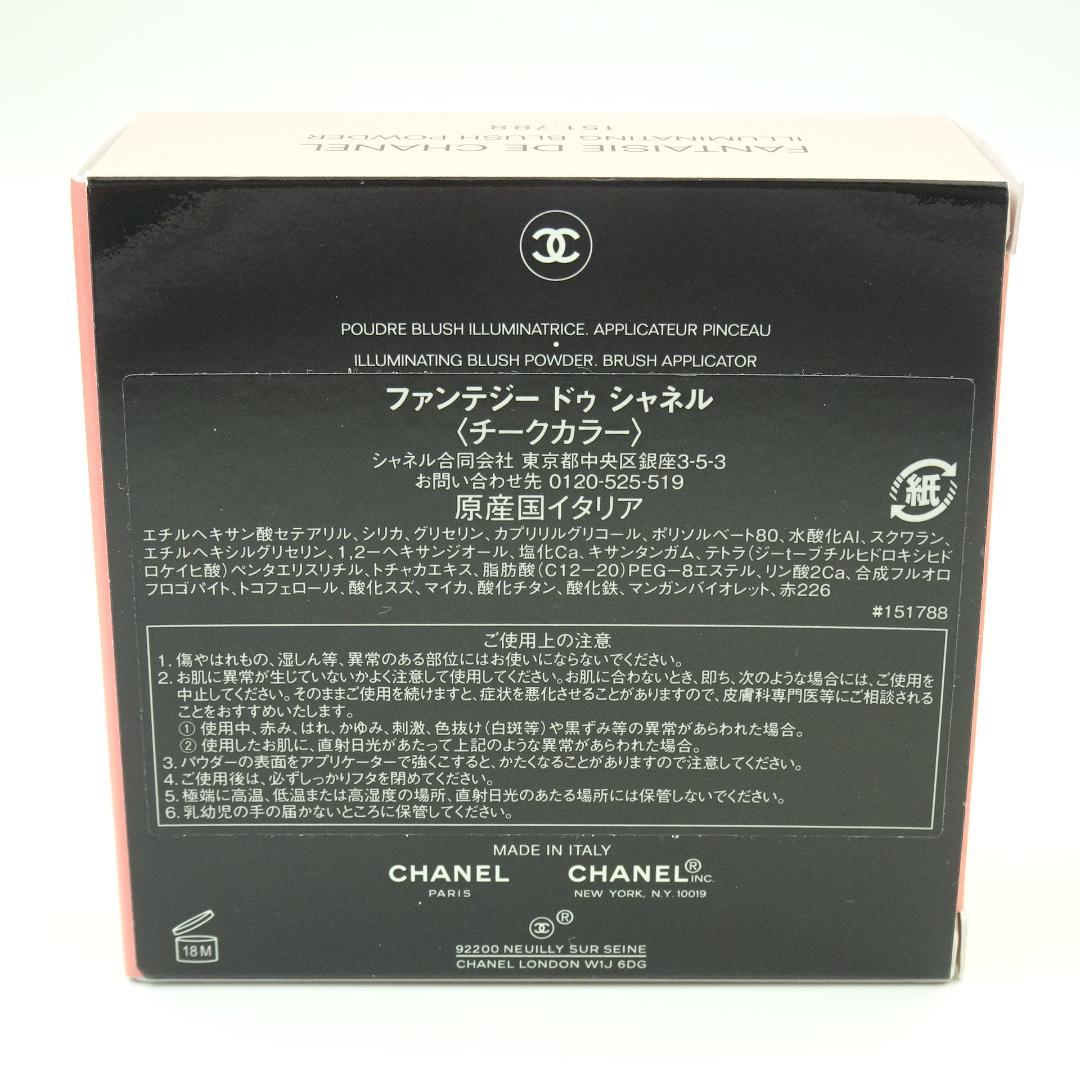 FANTAISIE DE CHANEL
ILLUMINATING BLUSH POWDER
151.788
POUDRE BLUSH ILLUMINATRICE. APPLICATEUR PINCEAU
•
ILLUMINATING BLUSH POWDER. BRUSH APPLICATOR
ファンテジー ドゥ シャネル
〈チークカラー〉
シャネル合同会社 東京都中央区銀座3-5-3
お問い合わせ先 0120-525-519
原産国イタリア
紙
エチルヘキサン酸セテアリル、シリカ、グリセリン、カプリリルグリコール、ポリソルベート80、水酸化Al、スクワラン、
エチルヘキシルグリセリン、1,2－ヘキサンジオール、塩化Ca、キサンタンガム、テトラ（ジーt－ブチルヒドロキシヒド
ロケイヒ酸）ペンタエリスリチル、トチャカエキス、脂肪酸（C12－20）PEG－8エステル、リン酸2Ca、合成フルオロ
フロゴパイト、トコフェロール、酸化スズ、マイカ、酸化チタン、酸化鉄、マンガンバイオレット、赤226
#151788
ご使用上の注意
1. 傷やはれもの、湿しん等、異常のある部位にはお使いにならないでください。
2. お肌に異常が生じていないかよく注意して使用してください。お肌に合わないとき、即ち、次のような場合には、ご使用を
中止してください。そのままご使用を続けますと、症状を悪化させることがありますので、皮膚科専門医等にご相談される
ことをおすすめいたします。
① 使用中、赤み、はれ、かゆみ、刺激、色抜け（白斑等）や黒ずみ等の異常があらわれた場合。
② 使用したお肌に、直射日光があたって上記のような異常があらわれた場合。
3. パウダーの表面をアプリケーターで強くこすると、かたくなることがありますので注意してください。
4. ご使用後は、必ずしっかりフタを閉めてください。
5. 極端に高温、低温または高湿度の場所、直射日光のあたる場所には保管しないでください。
6. 乳幼児の手の届かないところに保管してください。
MADE IN ITALY
CHANEL CHANEL® INC.
PARIS NEW YORK, N.Y. 10019
®
18 M
92200 NEUILLY SUR SEINE
CHANEL LONDON W1J 6DG